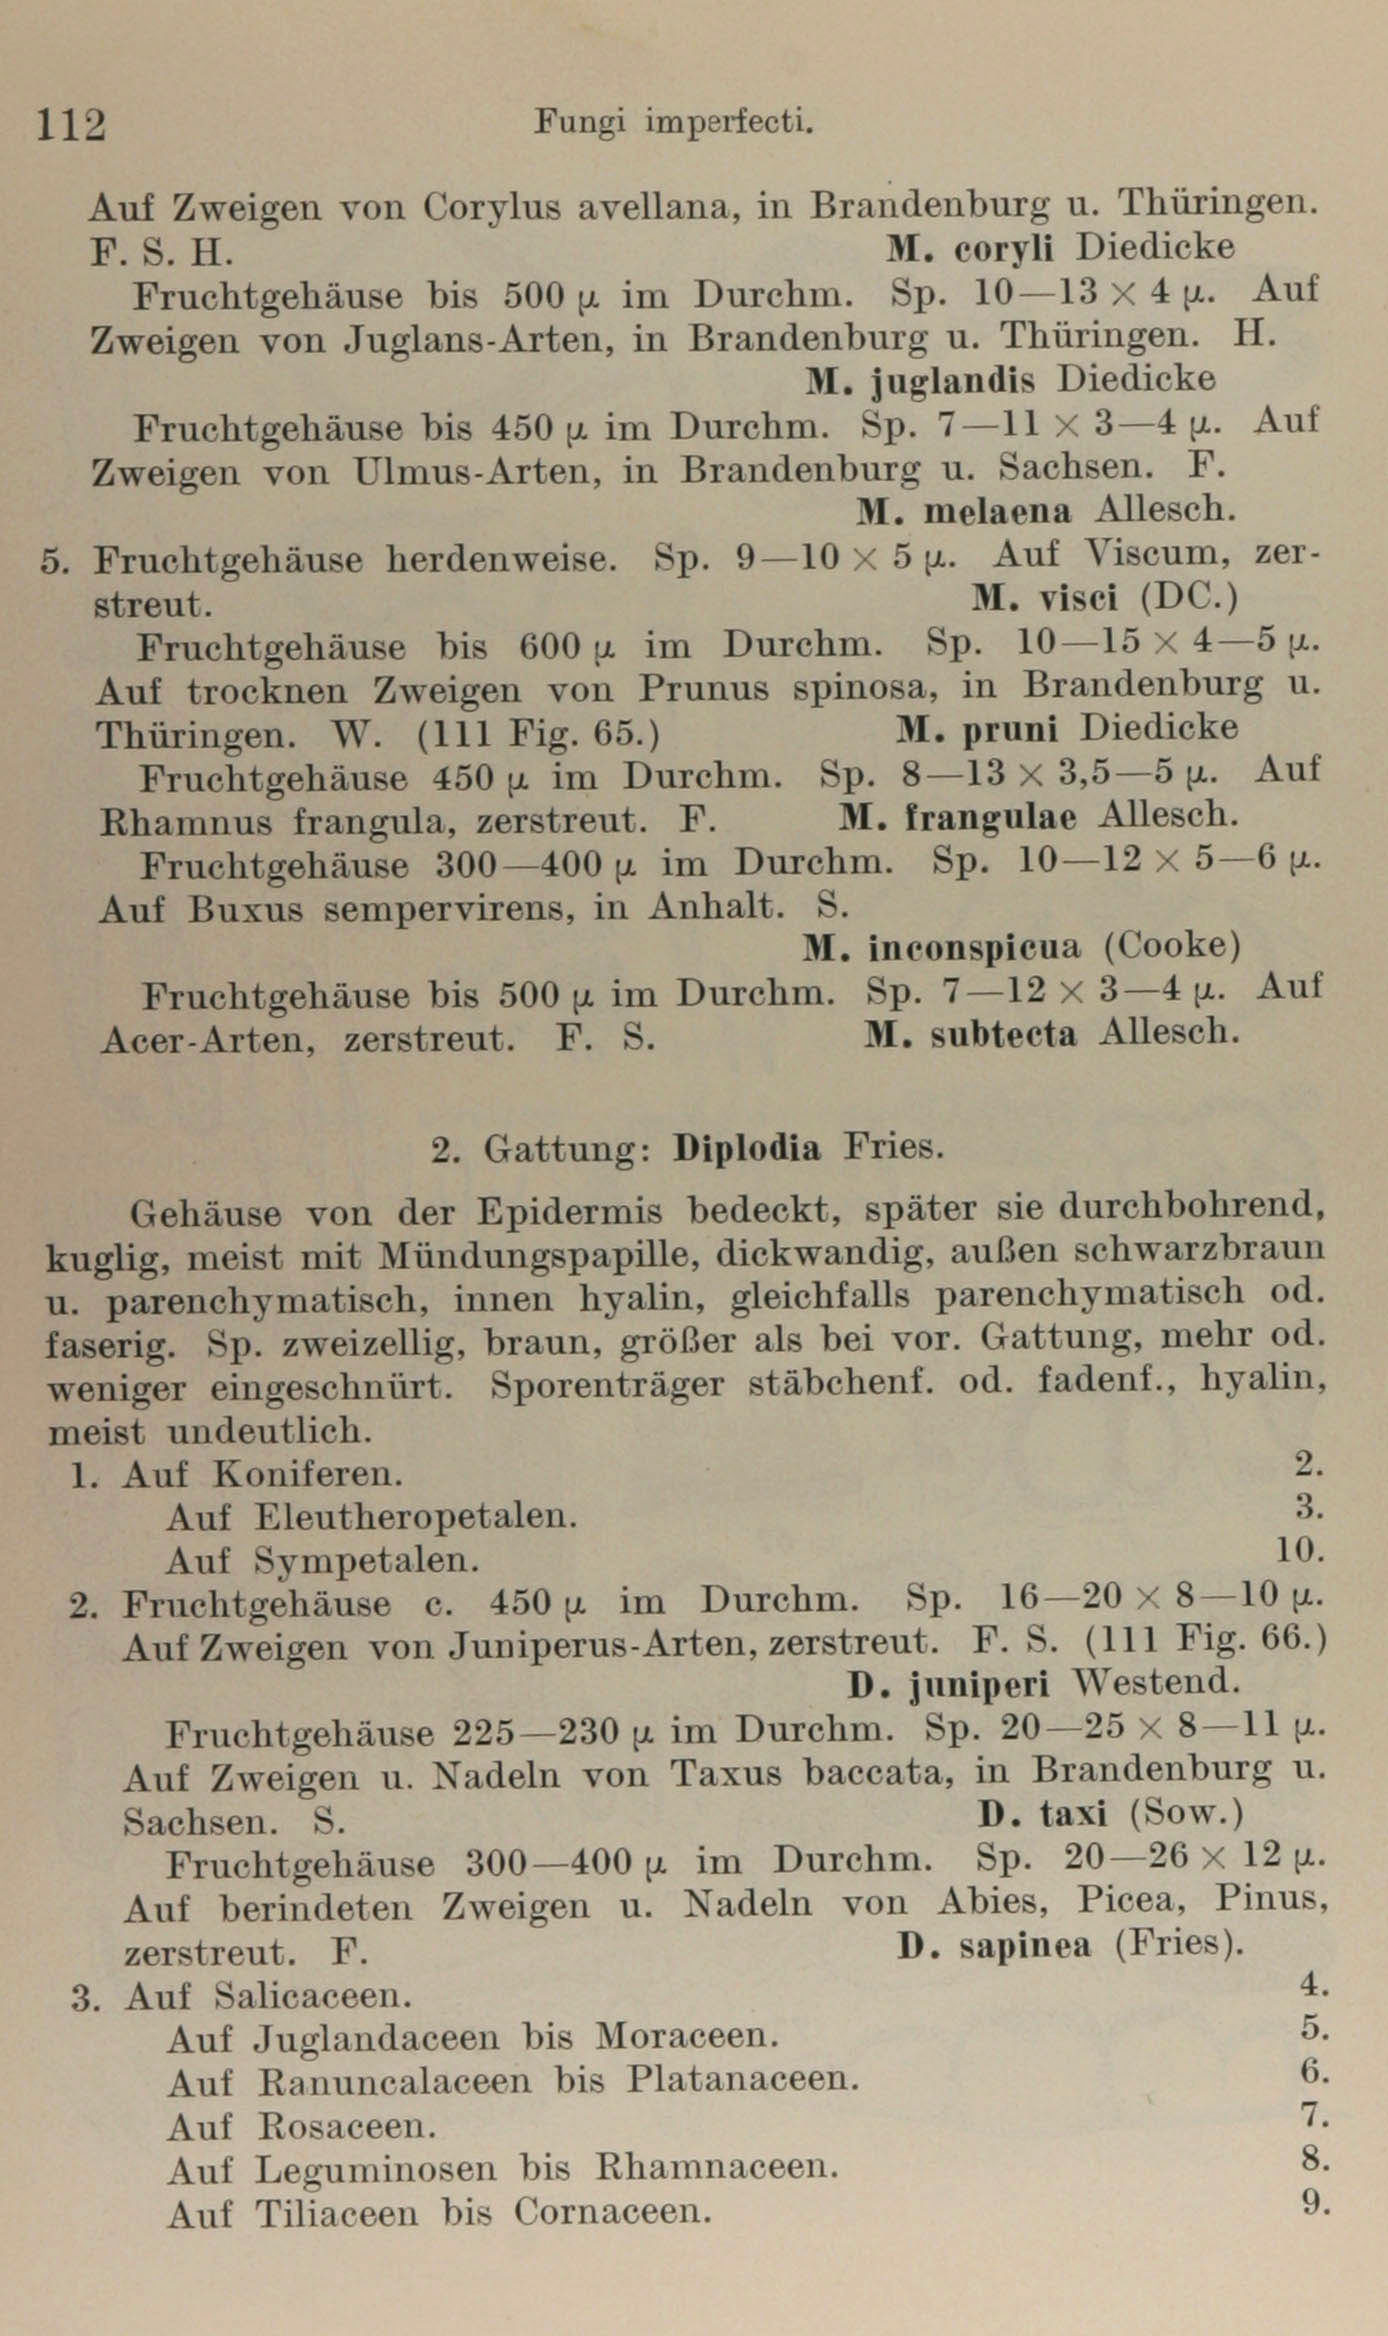 112
Fungi imperfecti.
Auf Zweigen von Corylus avellana, in Brandenburg u. Thüringen.
F. S. H. M. coryli Diedicke
Fruchtgehäuse bis 500 μ im Durchm. Sp. 10—13 × 4 μ. Auf
Zweigen von Juglans-Arten, in Brandenburg u. Thüringen. H.
M. juglandis Diedicke
Fruchtgehäuse bis 450 μ im Durchm. Sp. 7—11 × 3—4 μ. Auf
Zweigen von Ulmus-Arten, in Brandenburg u. Sachsen. F.
M. melaena Allesch.
5. Fruchtgehäuse herdenweise. Sp. 9—10 × 5 μ. Auf Viscum, zer-
streut. M. visci (DC.)
Fruchtgehäuse bis 600 μ im Durchm. Sp. 10—15 × 4—5 μ.
Auf trocknen Zweigen von Prunus spinosa, in Brandenburg u.
Thüringen. W. (111 Fig. 65.) M. pruni Diedicke
Fruchtgehäuse 450 μ im Durchm. Sp. 8—13 × 3,5—5 μ. Auf
Rhamnus frangula, zerstreut. F. M. frangulae Allesch.
Fruchtgehäuse 300—400 μ im Durchm. Sp. 10—12 × 5—6 μ.
Auf Buxus sempervirens, in Anhalt. S.
M. inconspicua (Cooke)
Fruchtgehäuse bis 500 μ im Durchm. Sp. 7—12 × 3—4 μ. Auf
Acer-Arten, zerstreut. F. S. M. subtecta Allesch.
2. Gattung: Diplodia Fries.
Gehäuse von der Epidermis bedeckt, später sie durchbohrend,
kuglig, meist mit Mündungspapille, dickwandig, außen schwarzbraun
u. parenchymatisch, innen hyalin, gleichfalls parenchymatisch od.
faserig. Sp. zweizellig, braun, größer als bei vor. Gattung, mehr od.
weniger eingeschnürt. Sporenträger stäbchenf. od. fadenf., hyalin,
meist undeutlich.
1. Auf Koniferen. 2.
Auf Eleutheropetalen. 3.
Auf Sympetalen. 10.
2. Fruchtgehäuse c. 450 μ im Durchm. Sp. 16—20 × 8—10 μ.
Auf Zweigen von Juniperus-Arten, zerstreut. F. S. (111 Fig. 66.)
D. juniperi Westend.
Fruchtgehäuse 225—230 μ im Durchm. Sp. 20—25 × 8—11 μ.
Auf Zweigen u. Nadeln von Taxus baccata, in Brandenburg u.
Sachsen. S. D. taxi (Sow.)
Fruchtgehäuse 300—400 μ im Durchm. Sp. 20—26 × 12 μ.
Auf berindeten Zweigen u. Nadeln von Abies, Picea, Pinus,
zerstreut. F. D. sapinea (Fries).
3. Auf Salicaceen. 4.
Auf Juglandaceen bis Moraceen. 5.
Auf Ranuncalaceen bis Platanaceen. 6.
Auf Rosaceen. 7.
Auf Leguminosen bis Rhamnaceen. 8.
Auf Tiliaceen bis Cornaceen. 9.